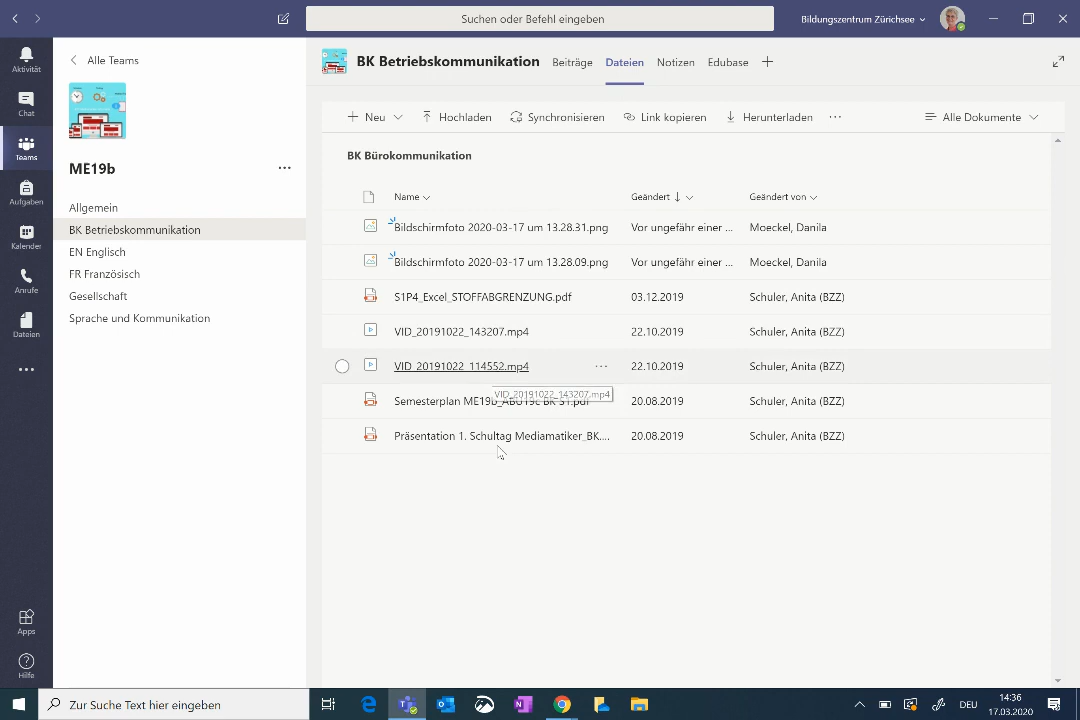 Suchen oder Befehl eingeben
Bildungszentrum Zürichsee
Aktivität
Chat
Teams
Aufgaben
Kalender
Anrufe
Dateien
Apps
Hilfe
Alle Teams
ME19b
Allgemein
BK Betriebskommunikation
EN Englisch
FR Französisch
Gesellschaft
Sprache und Kommunikation
BK Betriebskommunikation Beiträge Dateien Notizen Edubase
Neu Hochladen Synchronisieren Link kopieren Herunterladen Alle Dokumente
BK Bürokommunikation
Name Geändert Geändert von
Bildschirmfoto 2020-03-17 um 13.28.31.png Vor ungefähr einer ... Moeckel, Danila
Bildschirmfoto 2020-03-17 um 13.28.09.png Vor ungefähr einer ... Moeckel, Danila
S1P4_Excel_STOFFABGRENZUNG.pdf 03.12.2019 Schuler, Anita (BZZ)
VID_20191022_143207.mp4 22.10.2019 Schuler, Anita (BZZ)
VID_20191022_114552.mp4 22.10.2019 Schuler, Anita (BZZ)
VID_20191022_143207.mp4
Semesterplan ME19b_ABU19c BK S1.pdf 20.08.2019 Schuler, Anita (BZZ)
Präsentation 1. Schultag Mediamatiker_BK.... 20.08.2019 Schuler, Anita (BZZ)
Zur Suche Text hier eingeben
DEU
14:36
17.03.2020